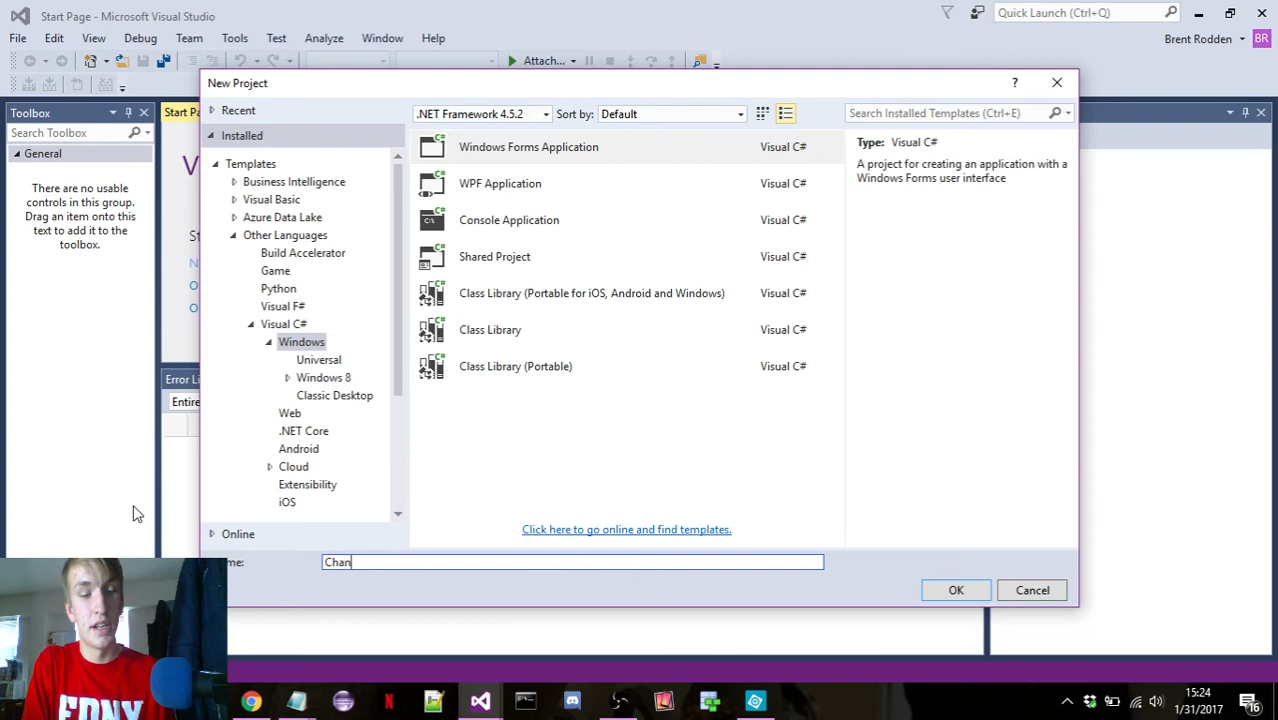 Start Page - Microsoft Visual Studio
Quick Launch (Ctrl+Q)
File Edit View Debug Team Tools Test Analyze Window Help
Brent Rodden BR
Attach...
New Project ?
Toolbox
Start Pa
Search Toolbox
General
There are no usable
controls in this group.
Drag an item onto this
text to add it to the
toolbox.
V
St
N
O
O
Error Li
Entire
Recent
Installed
.NET Framework 4.5.2
Sort by: Default
Search Installed Templates (Ctrl+E)
Templates
Business Intelligence
Visual Basic
Azure Data Lake
Other Languages
Build Accelerator
Game
Python
Visual F#
Visual C#
Windows
Universal
Windows 8
Classic Desktop
Web
.NET Core
Android
Cloud
Extensibility
iOS
Online
Windows Forms Application Visual C#
WPF Application Visual C#
Console Application Visual C#
Shared Project Visual C#
Class Library (Portable for iOS, Android and Windows) Visual C#
Class Library Visual C#
Class Library (Portable) Visual C#
Type: Visual C#
A project for creating an application with a
Windows Forms user interface
Click here to go online and find templates.
me: Chan
OK Cancel
FDNY
15:24
1/31/2017
16